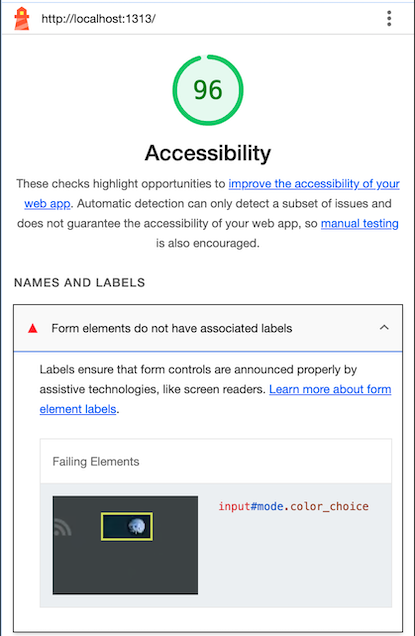 http://localhost:1313/
96
Accessibility
These checks highlight opportunities to improve the accessibility of your
web app. Automatic detection can only detect a subset of issues and
does not guarantee the accessibility of your web app, so manual testing
is also encouraged.
NAMES AND LABELS
Form elements do not have associated labels
Labels ensure that form controls are announced properly by
assistive technologies, like screen readers. Learn more about form
element labels.
Failing Elements
input#mode.color_choice